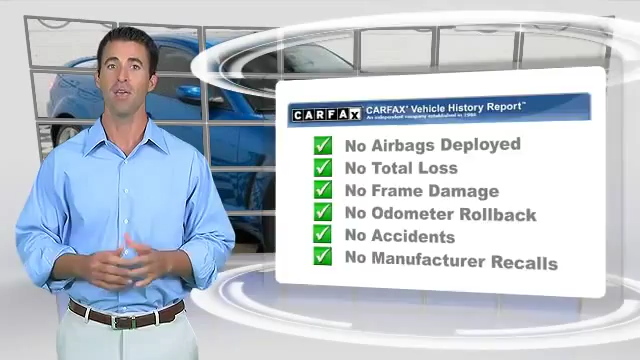 CARFAX CARFAX® Vehicle History Report™
An independent company established in 1986
No Airbags Deployed
No Total Loss
No Frame Damage
No Odometer Rollback
No Accidents
No Manufacturer Recalls